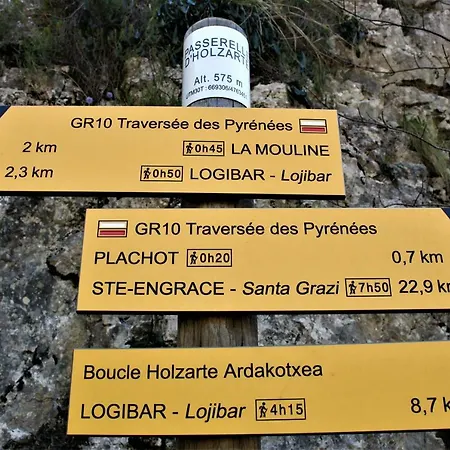 PASSERELLE
D'HOLZARTE
Alt. 575 m
GR10 Traversée des Pyrénées
2 km 0h45 LA MOULINE
2,3 km 0h50 LOGIBAR - Lojibar
GR10 Traversée des Pyrénées
PLACHOT 0h20 0,7 km
STE-ENGRACE - Santa Grazi 7h50 22,9 km
Boucle Holzarte Ardakotxea
LOGIBAR - Lojibar 4h15 8,7 k